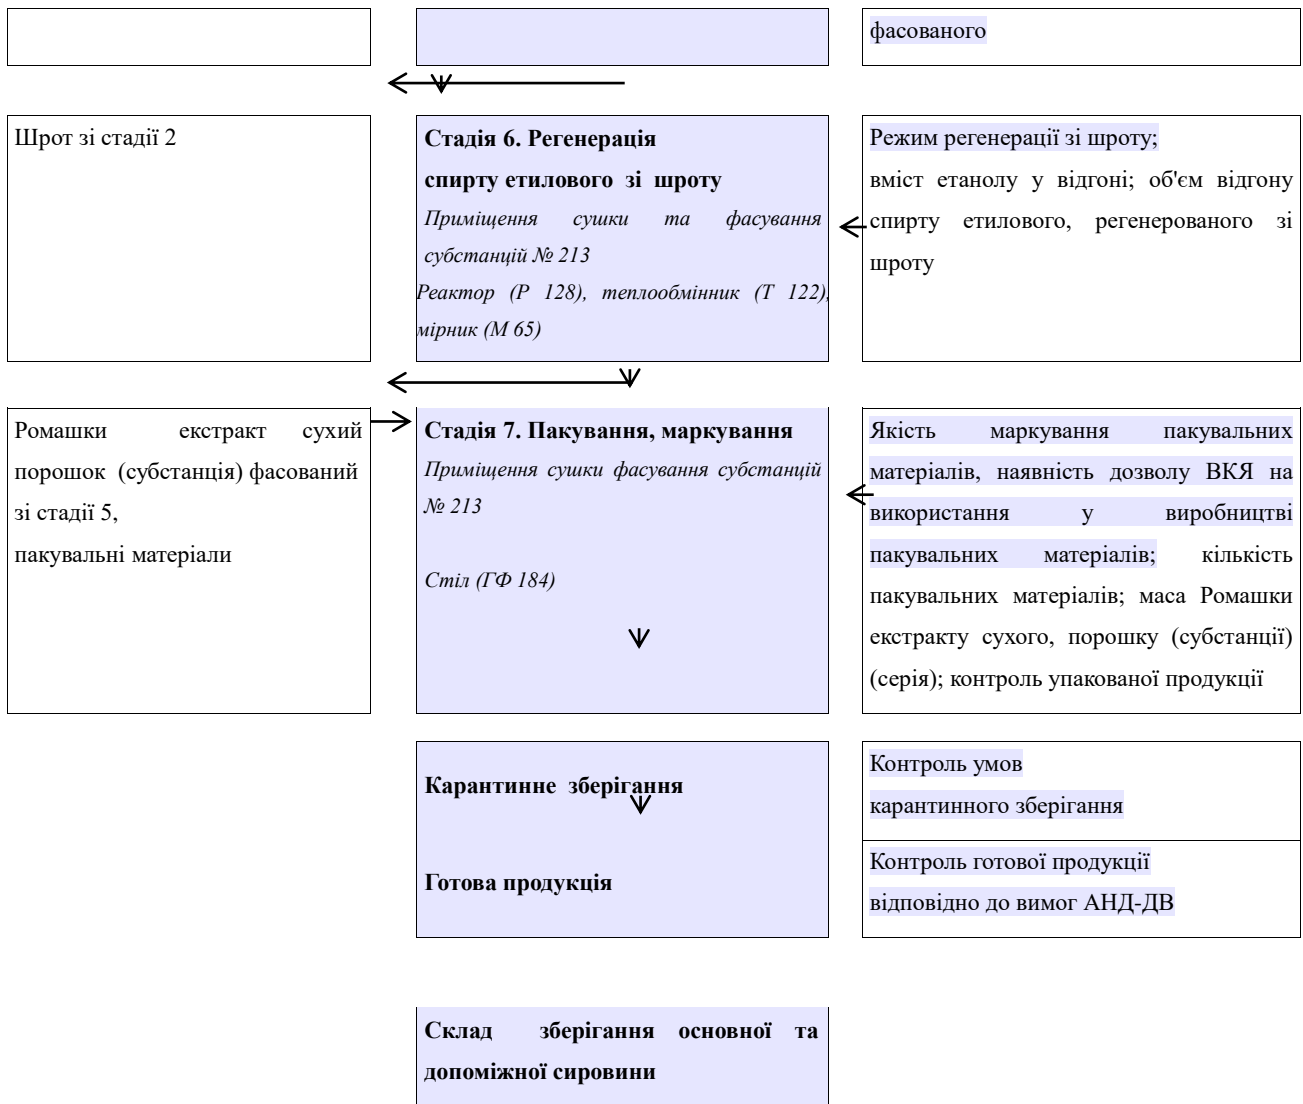 фасованого
Шрот зі стадії 2
Стадія 6. Регенерація
спирту етилового зі шроту
Приміщення сушки та фасування
субстанцій № 213
Реактор (Р 128), теплообмінник (Т 122),
мірник (М 65)
Режим регенерації зі шроту;
вміст етанолу у відгоні; об'єм відгону
спирту етилового, регенерованого зі
шроту
Ромашки екстракт сухий
порошок (субстанція) фасований
зі стадії 5,
пакувальні матеріали
Стадія 7. Пакування, маркування
Приміщення сушки фасування субстанцій
№ 213
Стіл (ГФ 184)
Якість маркування пакувальних
матеріалів, наявність дозволу ВКЯ на
використання у виробництві
пакувальних матеріалів; кількість
пакувальних матеріалів; маса Ромашки
екстракту сухого, порошку (субстанції)
(серія); контроль упакованої продукції
Карантинне зберігання
Готова продукція
Контроль умов
карантинного зберігання
Контроль готової продукції
відповідно до вимог АНД-ДВ
Склад зберігання основної та
допоміжної сировини